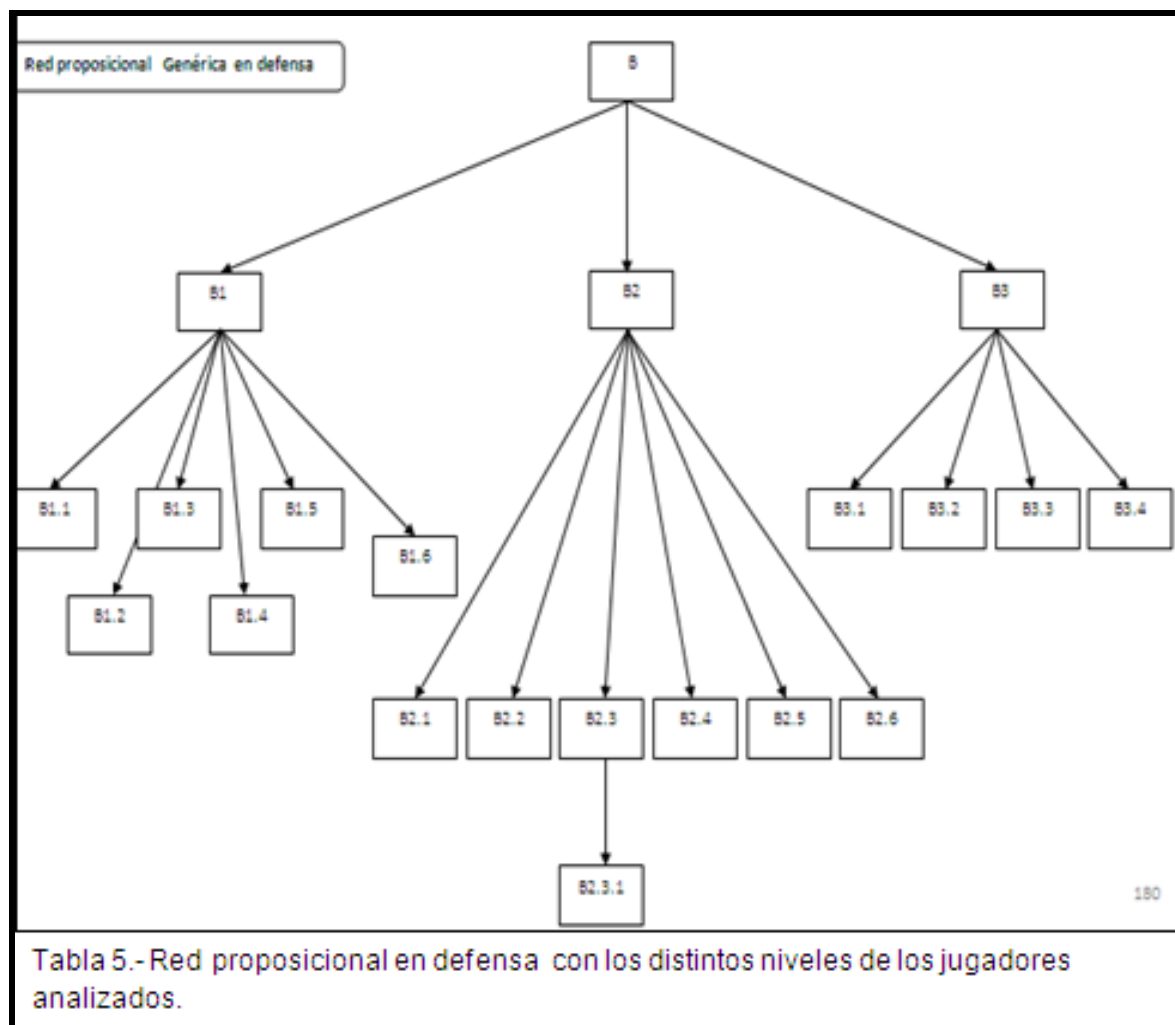 Red proposicional Genérica en defensa
B
B1
B2
B3
B1.1
B1.3
B1.5
B1.6
B1.2
B1.4
B3.1
B3.2
B3.3
B3.4
B2.1
B2.2
B2.3
B2.4
B2.5
B2.6
B2.3.1
180
Tabla 5.- Red proposicional en defensa con los distintos niveles de los jugadores
analizados.